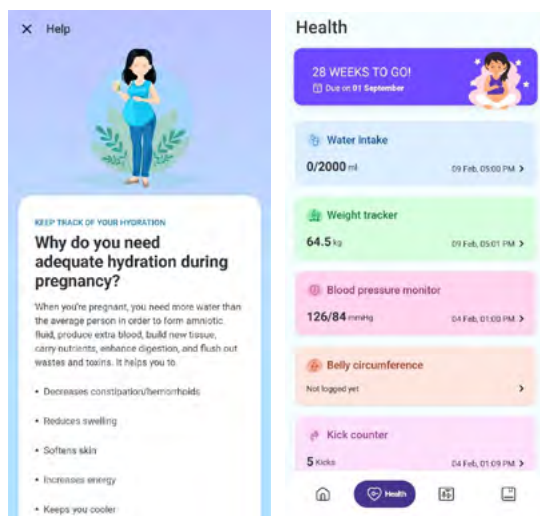 Help
KEEP TRACK OF YOUR HYDRATION
Why do you need
adequate hydration during
pregnancy?
When you're pregnant, you need more water than
the average person in order to form amniotic
fluid, produce extra blood, build new tissue,
carry nutrients, enhance digestion, and flush out
wastes and toxins. It helps you to:
• Decreases constipation/hemorrhoids
• Reduces swelling
• Softens skin
• Increases energy
• Keeps you cooler
Health
28 WEEKS TO GO!
Due on 01 September
Water intake
0/2000 ml
09 Feb, 05:00 PM
Weight tracker
64.5 kg
09 Feb, 05:01 PM
Blood pressure monitor
126/84 mmHg
04 Feb, 01:00 PM
Belly circumference
Not logged yet
Kick counter
5 Kicks
04 Feb, 01:09 PM
Health